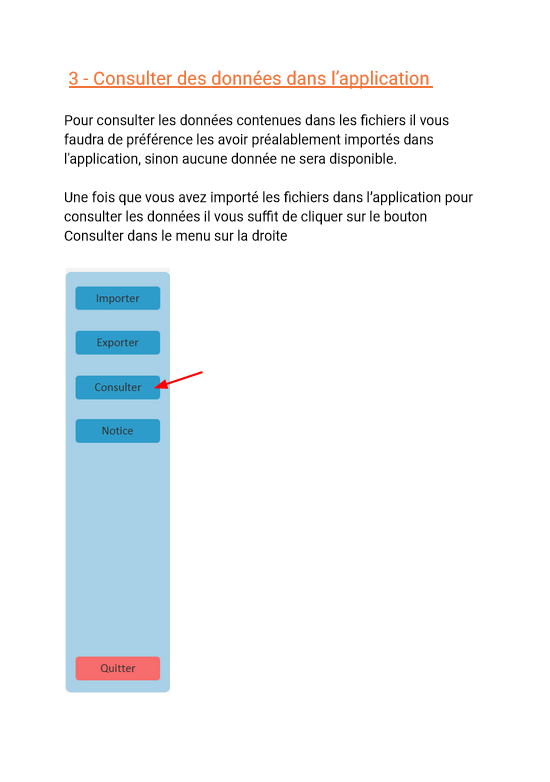 3 - Consulter des données dans l’application
Pour consulter les données contenues dans les fichiers il vous
faudra de préférence les avoir préalablement importés dans
l'application, sinon aucune donnée ne sera disponible.
Une fois que vous avez importé les fichiers dans l’application pour
consulter les données il vous suffit de cliquer sur le bouton
Consulter dans le menu sur la droite
Importer
Exporter
Consulter
Notice
Quitter